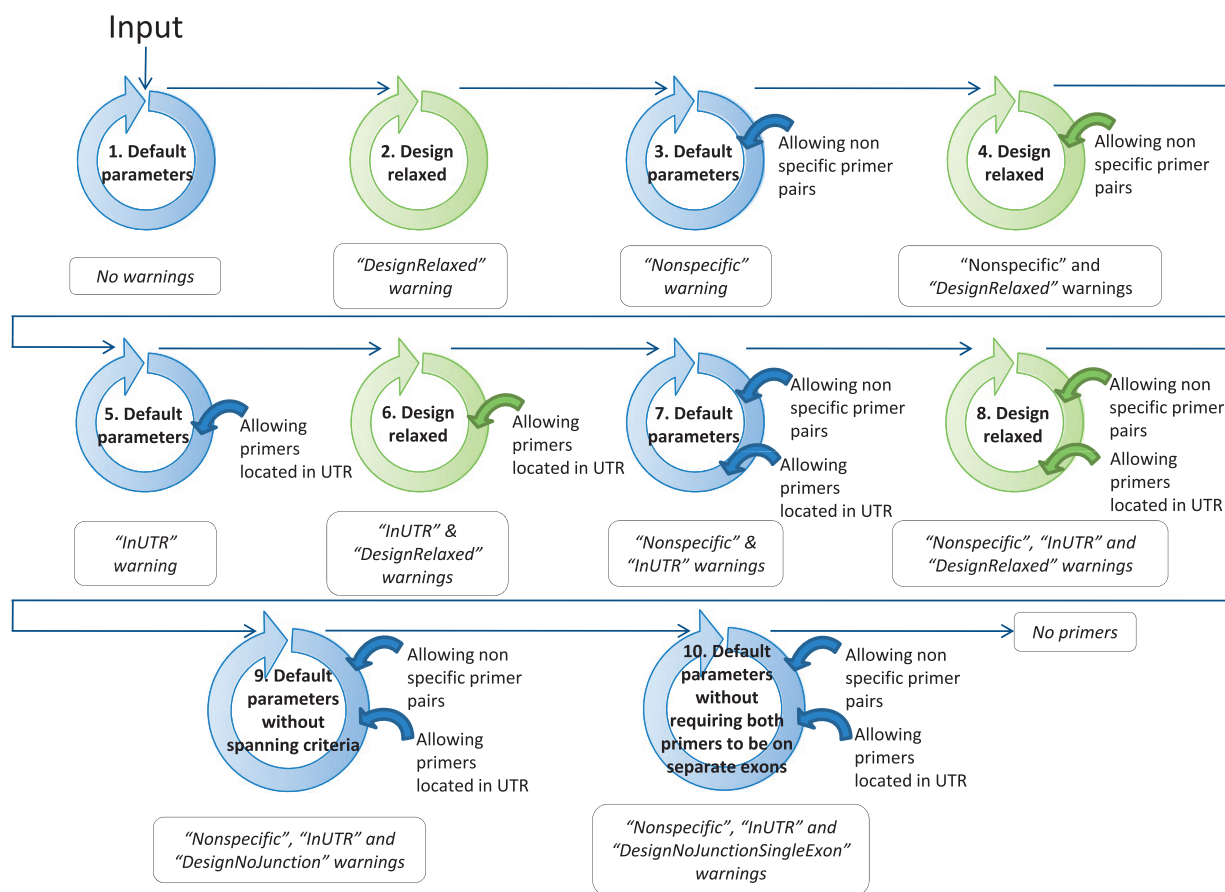 Input
1. Default
parameters
2. Design
relaxed
3. Default
parameters
Allowing non
specific primer
pairs
4. Design
relaxed
Allowing non
specific primer
pairs
No warnings
“DesignRelaxed”
warning
“Nonspecific”
warning
“Nonspecific” and
“DesignRelaxed” warnings
5. Default
parameters
Allowing
primers
located in UTR
6. Design
relaxed
Allowing
primers
located in UTR
7. Default
parameters
Allowing non
specific primer
pairs
Allowing
primers
located in UTR
8. Design
relaxed
Allowing non
specific primer
pairs
Allowing
primers
located in UTR
“InUTR”
warning
“InUTR” &
“DesignRelaxed”
warnings
“Nonspecific” &
“InUTR” warnings
“Nonspecific”, “InUTR” and
“DesignRelaxed” warnings
9. Default
parameters
without
spanning criteria
Allowing non
specific primer
pairs
Allowing
primers
located in UTR
10. Default
parameters
without
requiring both
primers to be on
separate exons
Allowing non
specific primer
pairs
Allowing
primers
located in UTR
No primers
“Nonspecific”, “InUTR” and
“DesignNoJunction” warnings
“Nonspecific”, “InUTR” and
“DesignNoJunctionSingleExon”
warnings